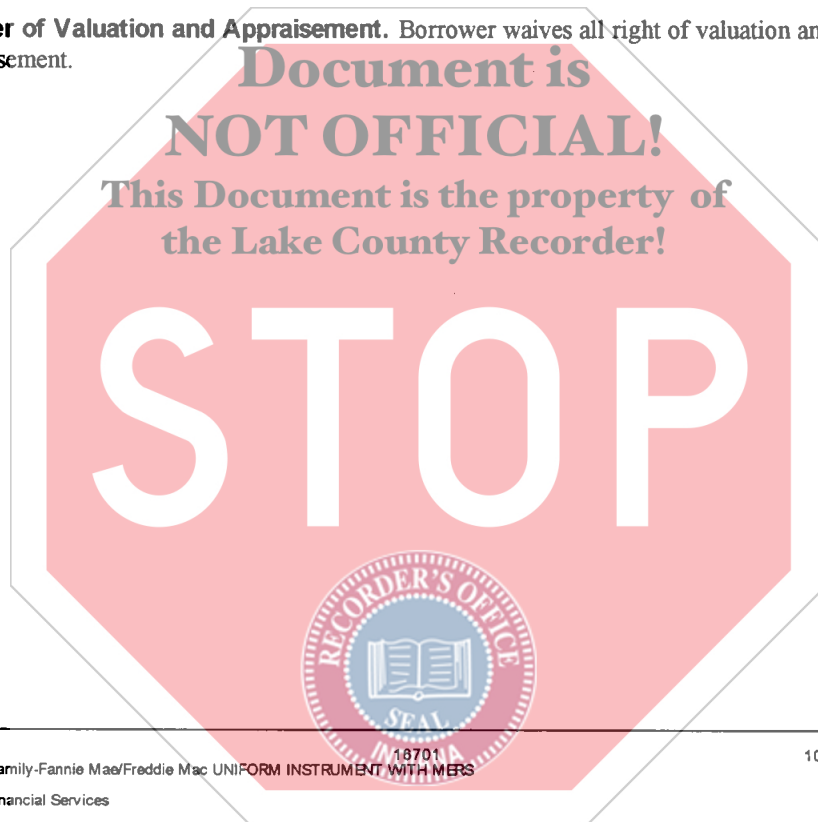 er of Valuation and Appraisement. Borrower waives all right of valuation an
sement.
Document is
NOT OFFICIAL!
This Document is the property of
the Lake County Recorder!
STOP
RECORDER'S OFFICE
SEAL
INDIANA
16701
10
amily-Fannie Mae/Freddie Mac UNIFORM INSTRUMENT WITH MERS
nancial Services